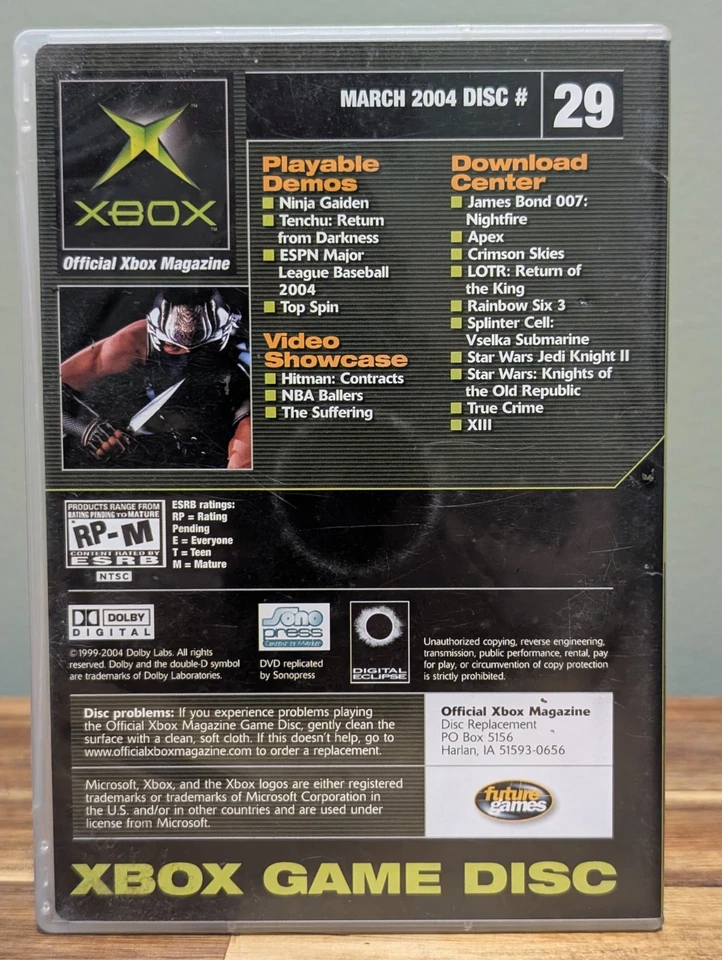 XBOX
™
Official Xbox Magazine
MARCH 2004 DISC # 29
Playable
Demos
Ninja Gaiden
Tenchu: Return
from Darkness
ESPN Major
League Baseball
2004
Top Spin
Video
Showcase
Hitman: Contracts
NBA Ballers
The Suffering
Download
Center
James Bond 007:
Nightfire
Apex
Crimson Skies
LOTR: Return of
the King
Rainbow Six 3
Splinter Cell:
Vselka Submarine
Star Wars Jedi Knight II
Star Wars: Knights of
the Old Republic
True Crime
XIII
PRODUCTS RANGE FROM
RATING PENDING TO MATURE
RP-M
CONTENT RATED BY
ESRB
NTSC
ESRB ratings:
RP = Rating
Pending
E = Everyone
T = Teen
M = Mature
DOLBY
DIGITAL
©1999-2004 Dolby Labs. All rights
reserved. Dolby and the double-D symbol
are trademarks of Dolby Laboratories.
Sono
press
Content to Market
DVD replicated
by Sonopress
DIGITAL
ECLIPSE
Unauthorized copying, reverse engineering,
transmission, public performance, rental, pay
for play, or circumvention of copy protection
is strictly prohibited.
Disc problems: If you experience problems playing
the Official Xbox Magazine Game Disc, gently clean the
surface with a clean, soft cloth. If this doesn't help, go to
www.officialxboxmagazine.com to order a replacement.
Official Xbox Magazine
Disc Replacement
PO Box 5156
Harlan, IA 51593-0656
Microsoft, Xbox, and the Xbox logos are either registered
trademarks or trademarks of Microsoft Corporation in
the U.S. and/or in other countries and are used under
license from Microsoft.
future
games
XBOX GAME DISC